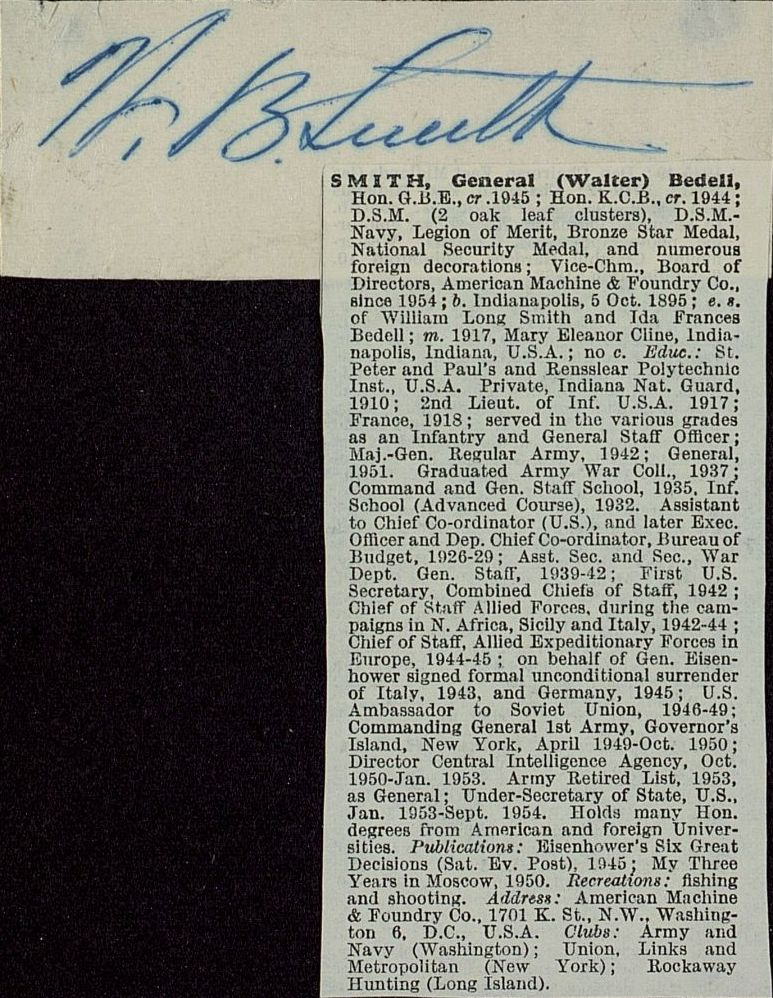 W. B. Smith
SMITH, General (Walter) Bedell,
Hon. G.B.E., cr .1945 ; Hon. K.C.B., cr. 1944 ;
D.S.M. (2 oak leaf clusters), D.S.M.-
Navy, Legion of Merit, Bronze Star Medal,
National Security Medal, and numerous
foreign decorations ; Vice-Chm., Board of
Directors, American Machine & Foundry Co.,
since 1954 ; b. Indianapolis, 5 Oct. 1895 ; e. s.
of William Long Smith and Ida Frances
Bedell ; m. 1917, Mary Eleanor Cline, India-
napolis, Indiana, U.S.A. ; no c. Educ.: St.
Peter and Paul's and Rensslear Polytechnic
Inst., U.S.A. Private, Indiana Nat. Guard,
1910 ; 2nd Lieut. of Inf. U.S.A. 1917 ;
France, 1918 ; served in the various grades
as an Infantry and General Staff Officer ;
Maj.-Gen. Regular Army, 1942 ; General,
1951. Graduated Army War Coll., 1937 ;
Command and Gen. Staff School, 1935, Inf.
School (Advanced Course), 1932. Assistant
to Chief Co-ordinator (U.S.), and later Exec.
Officer and Dep. Chief Co-ordinator, Bureau of
Budget, 1926-29 ; Asst. Sec. and Sec., War
Dept. Gen. Staff, 1939-42 ; First U.S.
Secretary, Combined Chiefs of Staff, 1942 ;
Chief of Staff Allied Forces, during the cam-
paigns in N. Africa, Sicily and Italy, 1942-44 ;
Chief of Staff, Allied Expeditionary Forces in
Europe, 1944-45 ; on behalf of Gen. Eisen-
hower signed formal unconditional surrender
of Italy, 1943, and Germany, 1945 ; U.S.
Ambassador to Soviet Union, 1946-49 ;
Commanding General 1st Army, Governor's
Island, New York, April 1949-Oct. 1950 ;
Director Central Intelligence Agency, Oct.
1950-Jan. 1953. Army Retired List, 1953,
as General ; Under-Secretary of State, U.S.,
Jan. 1953-Sept. 1954. Holds many Hon.
degrees from American and foreign Univer-
sities. Publications: Eisenhower's Six Great
Decisions (Sat. Ev. Post), 1945 ; My Three
Years in Moscow, 1950. Recreations: fishing
and shooting. Address: American Machine
& Foundry Co., 1701 K. St., N.W., Washing-
ton 6, D.C., U.S.A. Clubs: Army and
Navy (Washington) ; Union, Links and
Metropolitan (New York) ; Rockaway
Hunting (Long Island).